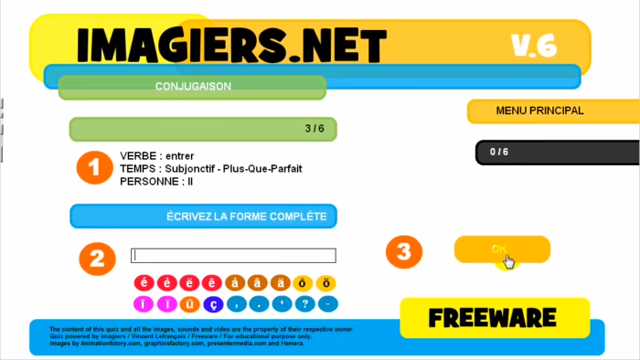 IMAGIERS.NET
V.6
CONJUGAISON
MENU PRINCIPAL
3 / 6
0 / 6
1
VERBE : entrer
TEMPS : Subjonctif - Plus-Que-Parfait
PERSONNE : II
ÉCRIVEZ LA FORME COMPLÈTE
2
3
OK
ç , . ' ? -
FREEWARE
The content of this quiz and all the images, sounds and video are the property of their respective owner.
Quiz powered by Imagiers / Vincent Lefrançois / Freeware / For educational purpose only.
Images by Animationfactory.com, graphicsfactory.com, presentermedia.com and Hemera.